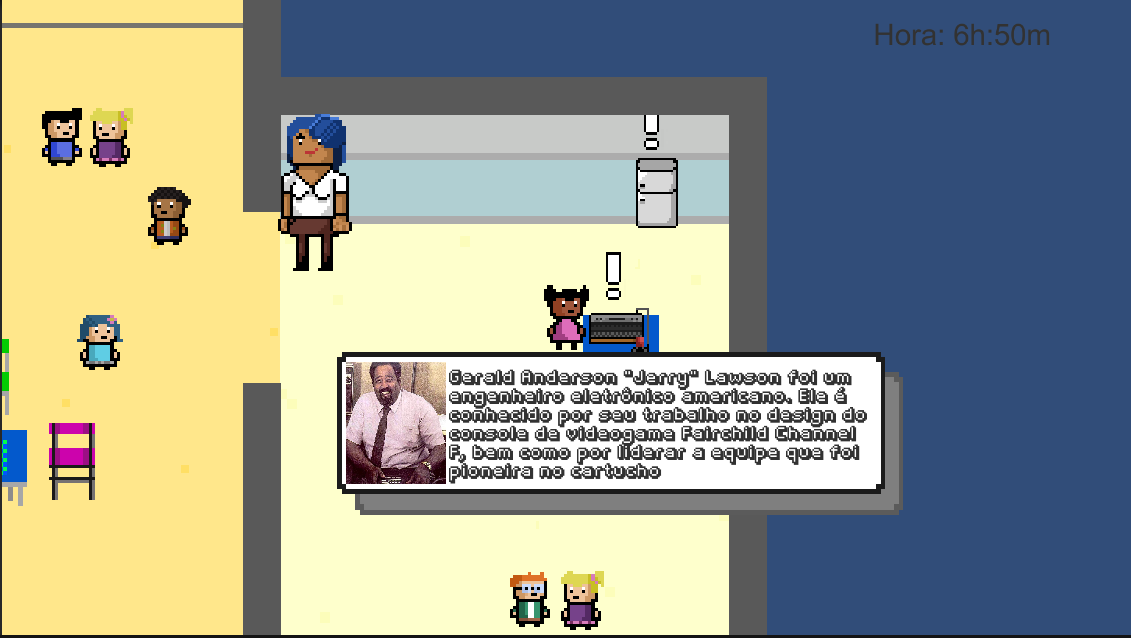 Hora: 6h:50m
Gerald Anderson "Jerry" Lawson foi um
engenheiro eletrônico americano. Ele é
conhecido por seu trabalho no design do
console de videogame Fairchild Channel
F, bem como por liderar a equipe que foi
pioneira no cartucho